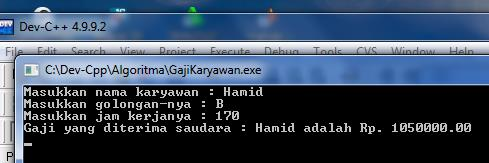 Dev-C++ 4.9.9.2
File Edit Search View Project Execute Debug Tools CVS Window Help
C:\Dev-Cpp\Algoritma\GajiKaryawan.exe
Masukkan nama karyawan : Hamid
Masukkan golongan-nya : B
Masukkan jam kerjanya : 170
Gaji yang diterima saudara : Hamid adalah Rp. 1050000.00